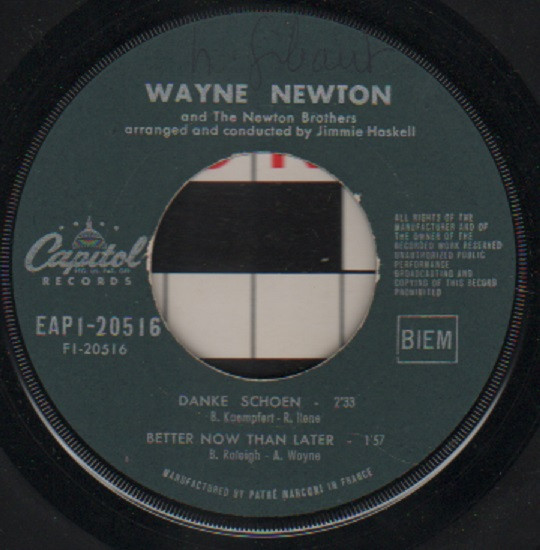 WAYNE NEWTON
and The Newton Brothers
arranged and conducted by Jimmie Haskell
Capitol
RECORDS
EAP1-20516
F1-20516
ALL RIGHTS OF THE
MANUFACTURER AND OF
THE OWNER OF THE
RECORDED WORK RESERVED
UNAUTHORIZED PUBLIC
PERFORMANCE
BROADCASTING AND
COPYING OF THIS RECORD
PROHIBITED
BIEM
DANKE SCHOEN - 2'33
B. Kaempfert - R. Ilene
BETTER NOW THAN LATER - 1'57
B. Raleigh - A. Wayne
MANUFACTURED BY PATHÉ MARCONI IN FRANCE